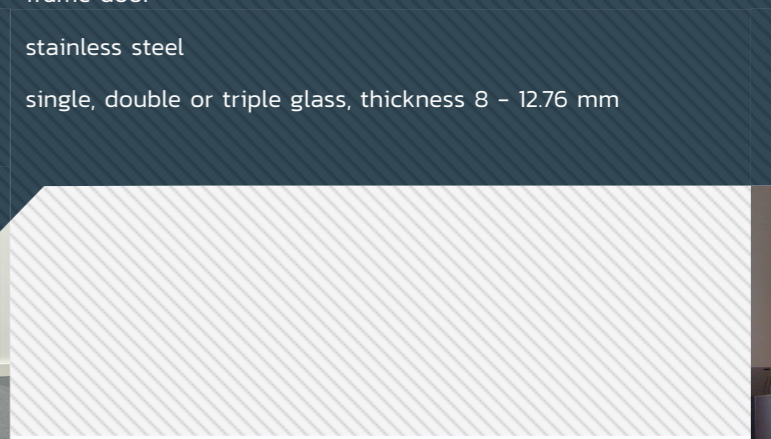 stainless steel
single, double or triple glass, thickness 8 - 12.76 mm